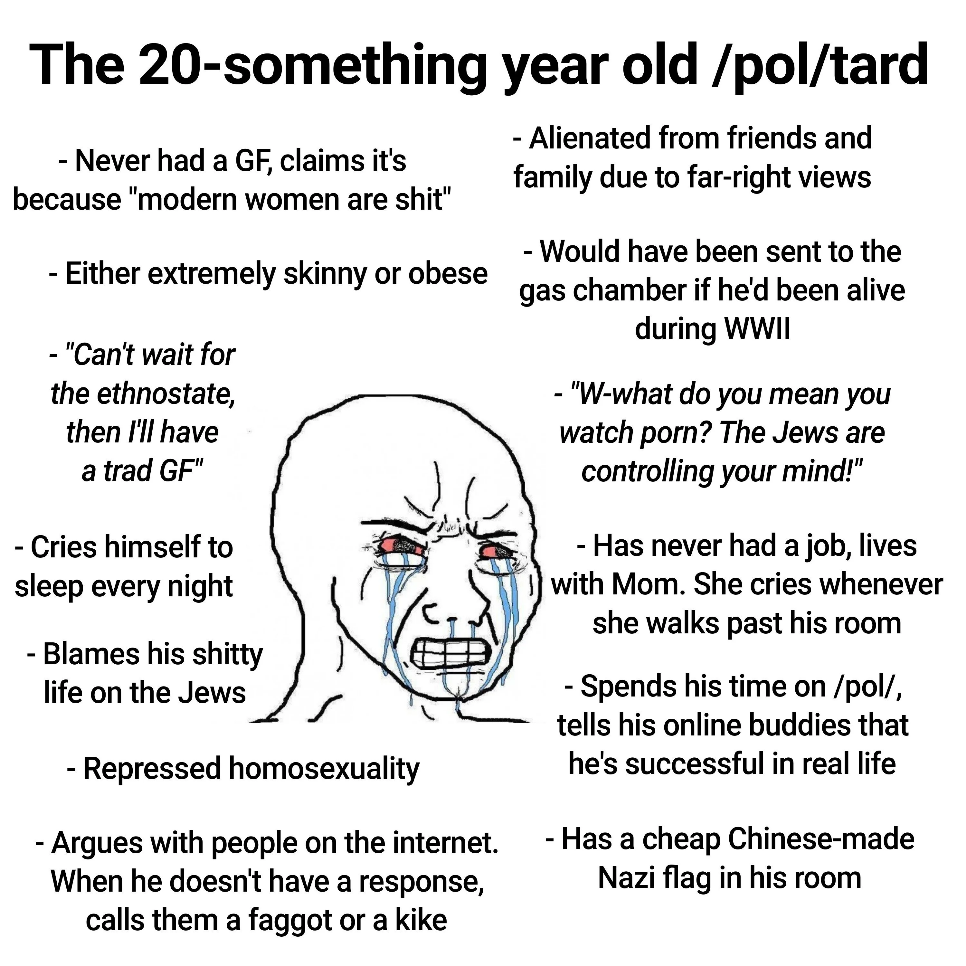 The 20-something year old /pol/tard
- Never had a GF, claims it's
because "modern women are shit"
- Either extremely skinny or obese
- "Can't wait for
the ethnostate,
then I'll have
a trad GF"
- Cries himself to
sleep every night
- Blames his shitty
life on the Jews
- Repressed homosexuality
- Argues with people on the internet.
When he doesn't have a response,
calls them a faggot or a kike
- Alienated from friends and
family due to far-right views
- Would have been sent to the
gas chamber if he'd been alive
during WWII
- "W-what do you mean you
watch porn? The Jews are
controlling your mind!"
- Has never had a job, lives
with Mom. She cries whenever
she walks past his room
- Spends his time on /pol/,
tells his online buddies that
he's successful in real life
- Has a cheap Chinese-made
Nazi flag in his room